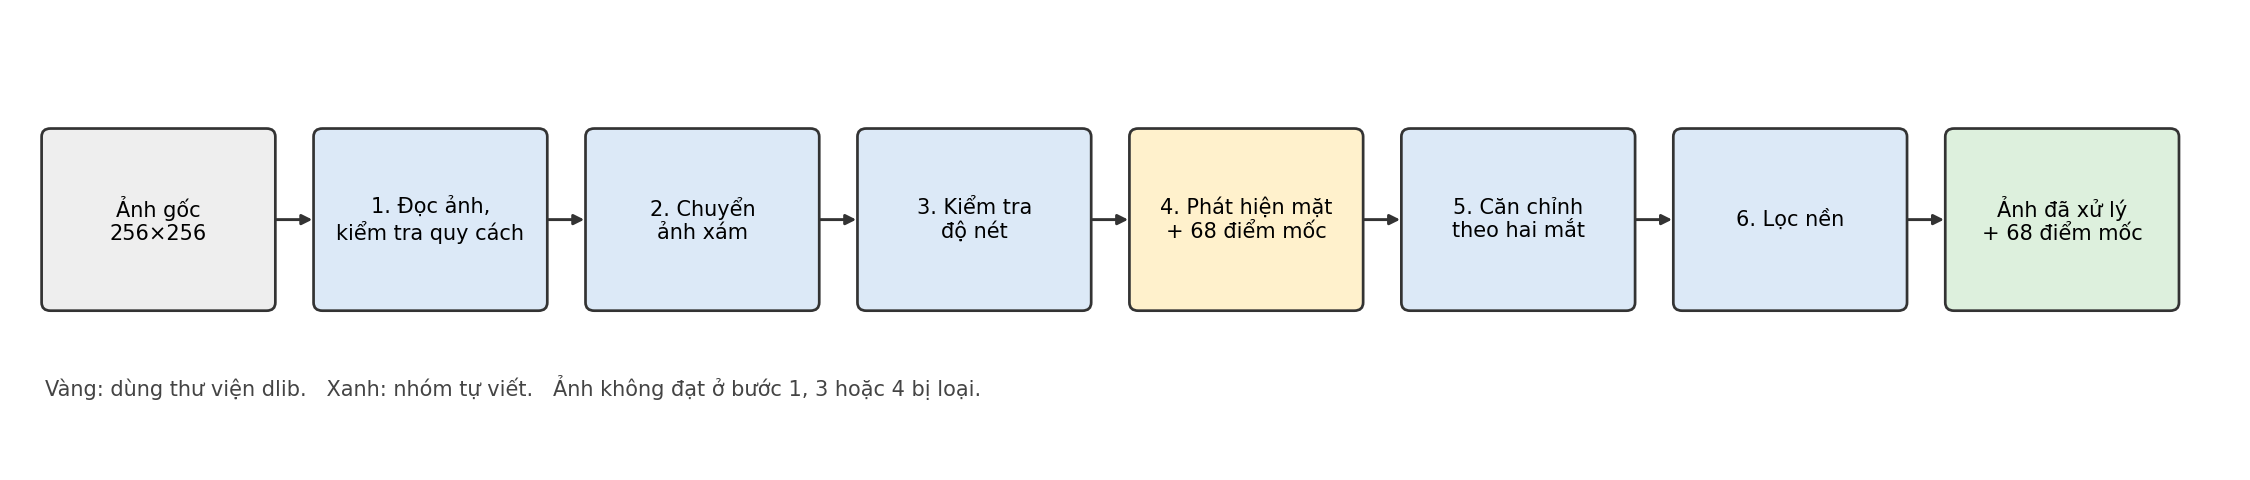 Ảnh gốc
256×256
1. Đọc ảnh,
kiểm tra quy cách
2. Chuyển
ảnh xám
3. Kiểm tra
độ nét
4. Phát hiện mặt
+ 68 điểm mốc
5. Căn chỉnh
theo hai mắt
6. Lọc nền
Ảnh đã xử lý
+ 68 điểm mốc
Vàng: dùng thư viện dlib. Xanh: nhóm tự viết. Ảnh không đạt ở bước 1, 3 hoặc 4 bị loại.